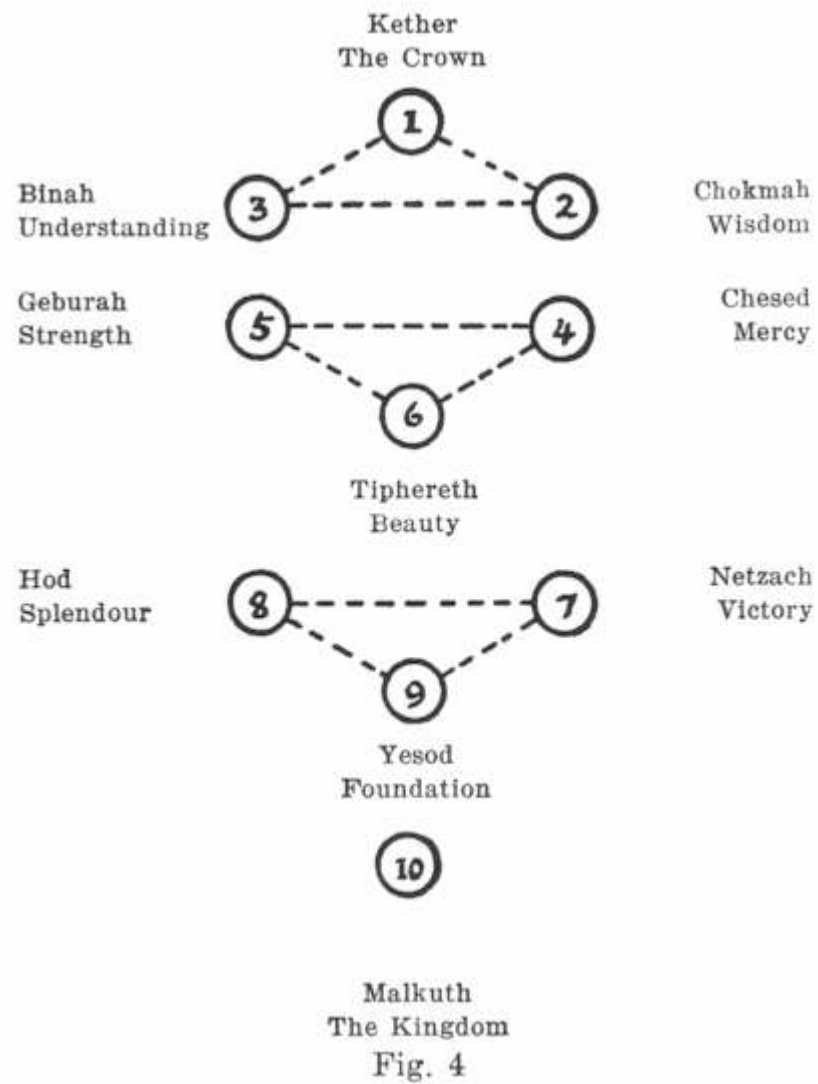 Kether
The Crown
1
Binah
Understanding
3
2
Chokmah
Wisdom
Geburah
Strength
5
4
Chesed
Mercy
6
Tiphereth
Beauty
Hod
Splendour
8
7
Netzach
Victory
9
Yesod
Foundation
10
Malkuth
The Kingdom
Fig. 4